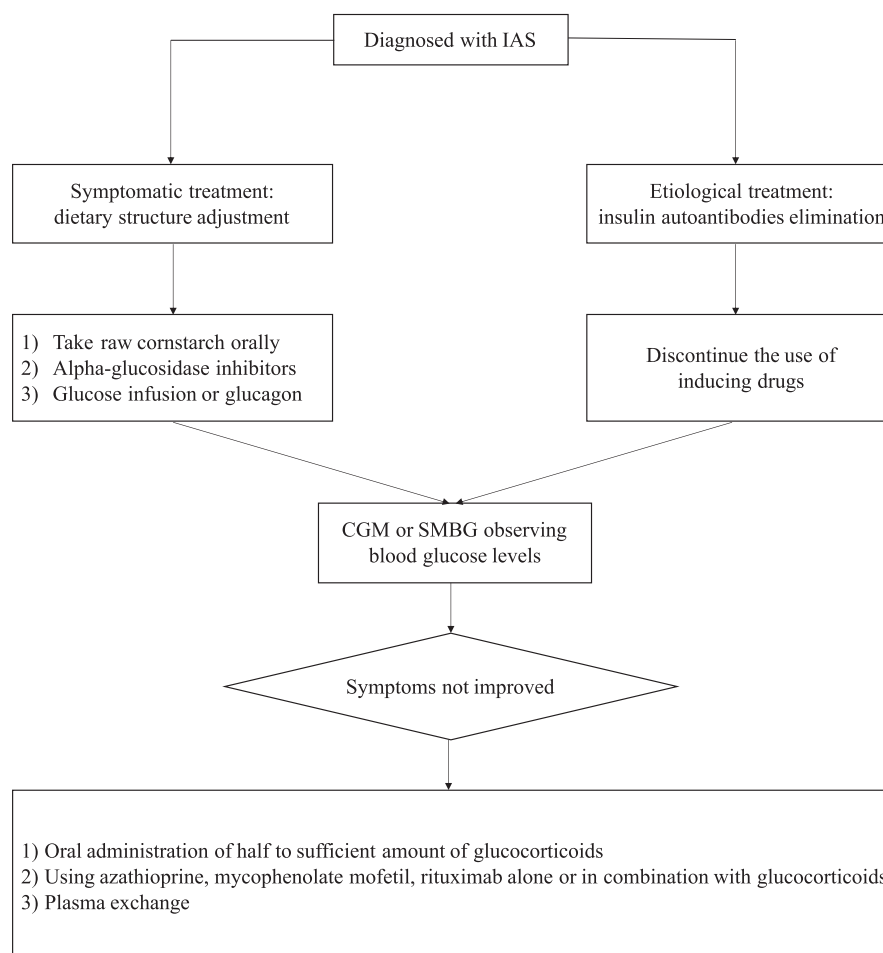 Diagnosed with IAS
Symptomatic treatment:
dietary structure adjustment
Etiological treatment:
insulin autoantibodies elimination
1) Take raw cornstarch orally
2) Alpha-glucosidase inhibitors
3) Glucose infusion or glucagon
Discontinue the use of
inducing drugs
CGM or SMBG observing
blood glucose levels
Symptoms not improved
1) Oral administration of half to sufficient amount of glucocorticoids
2) Using azathioprine, mycophenolate mofetil, rituximab alone or in combination with glucocorticoids
3) Plasma exchange